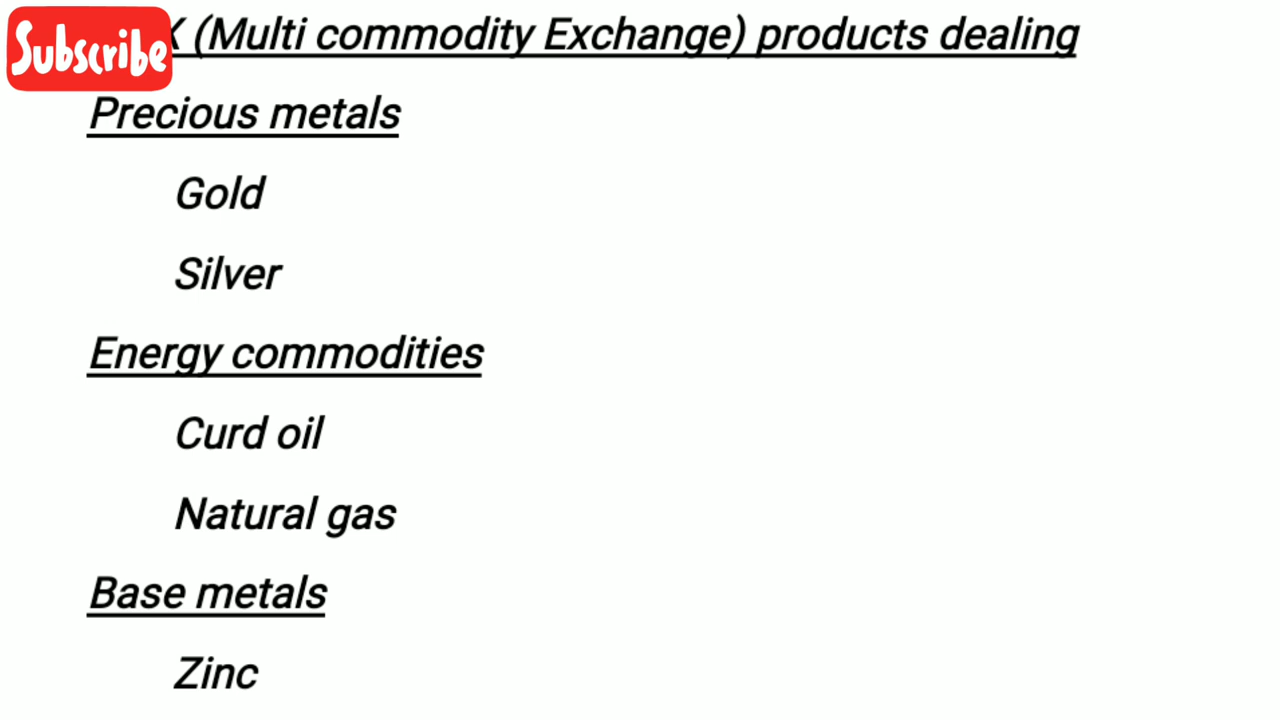 Subscribe
(Multi commodity Exchange) products dealing
Precious metals
Gold
Silver
Energy commodities
Curd oil
Natural gas
Base metals
Zinc